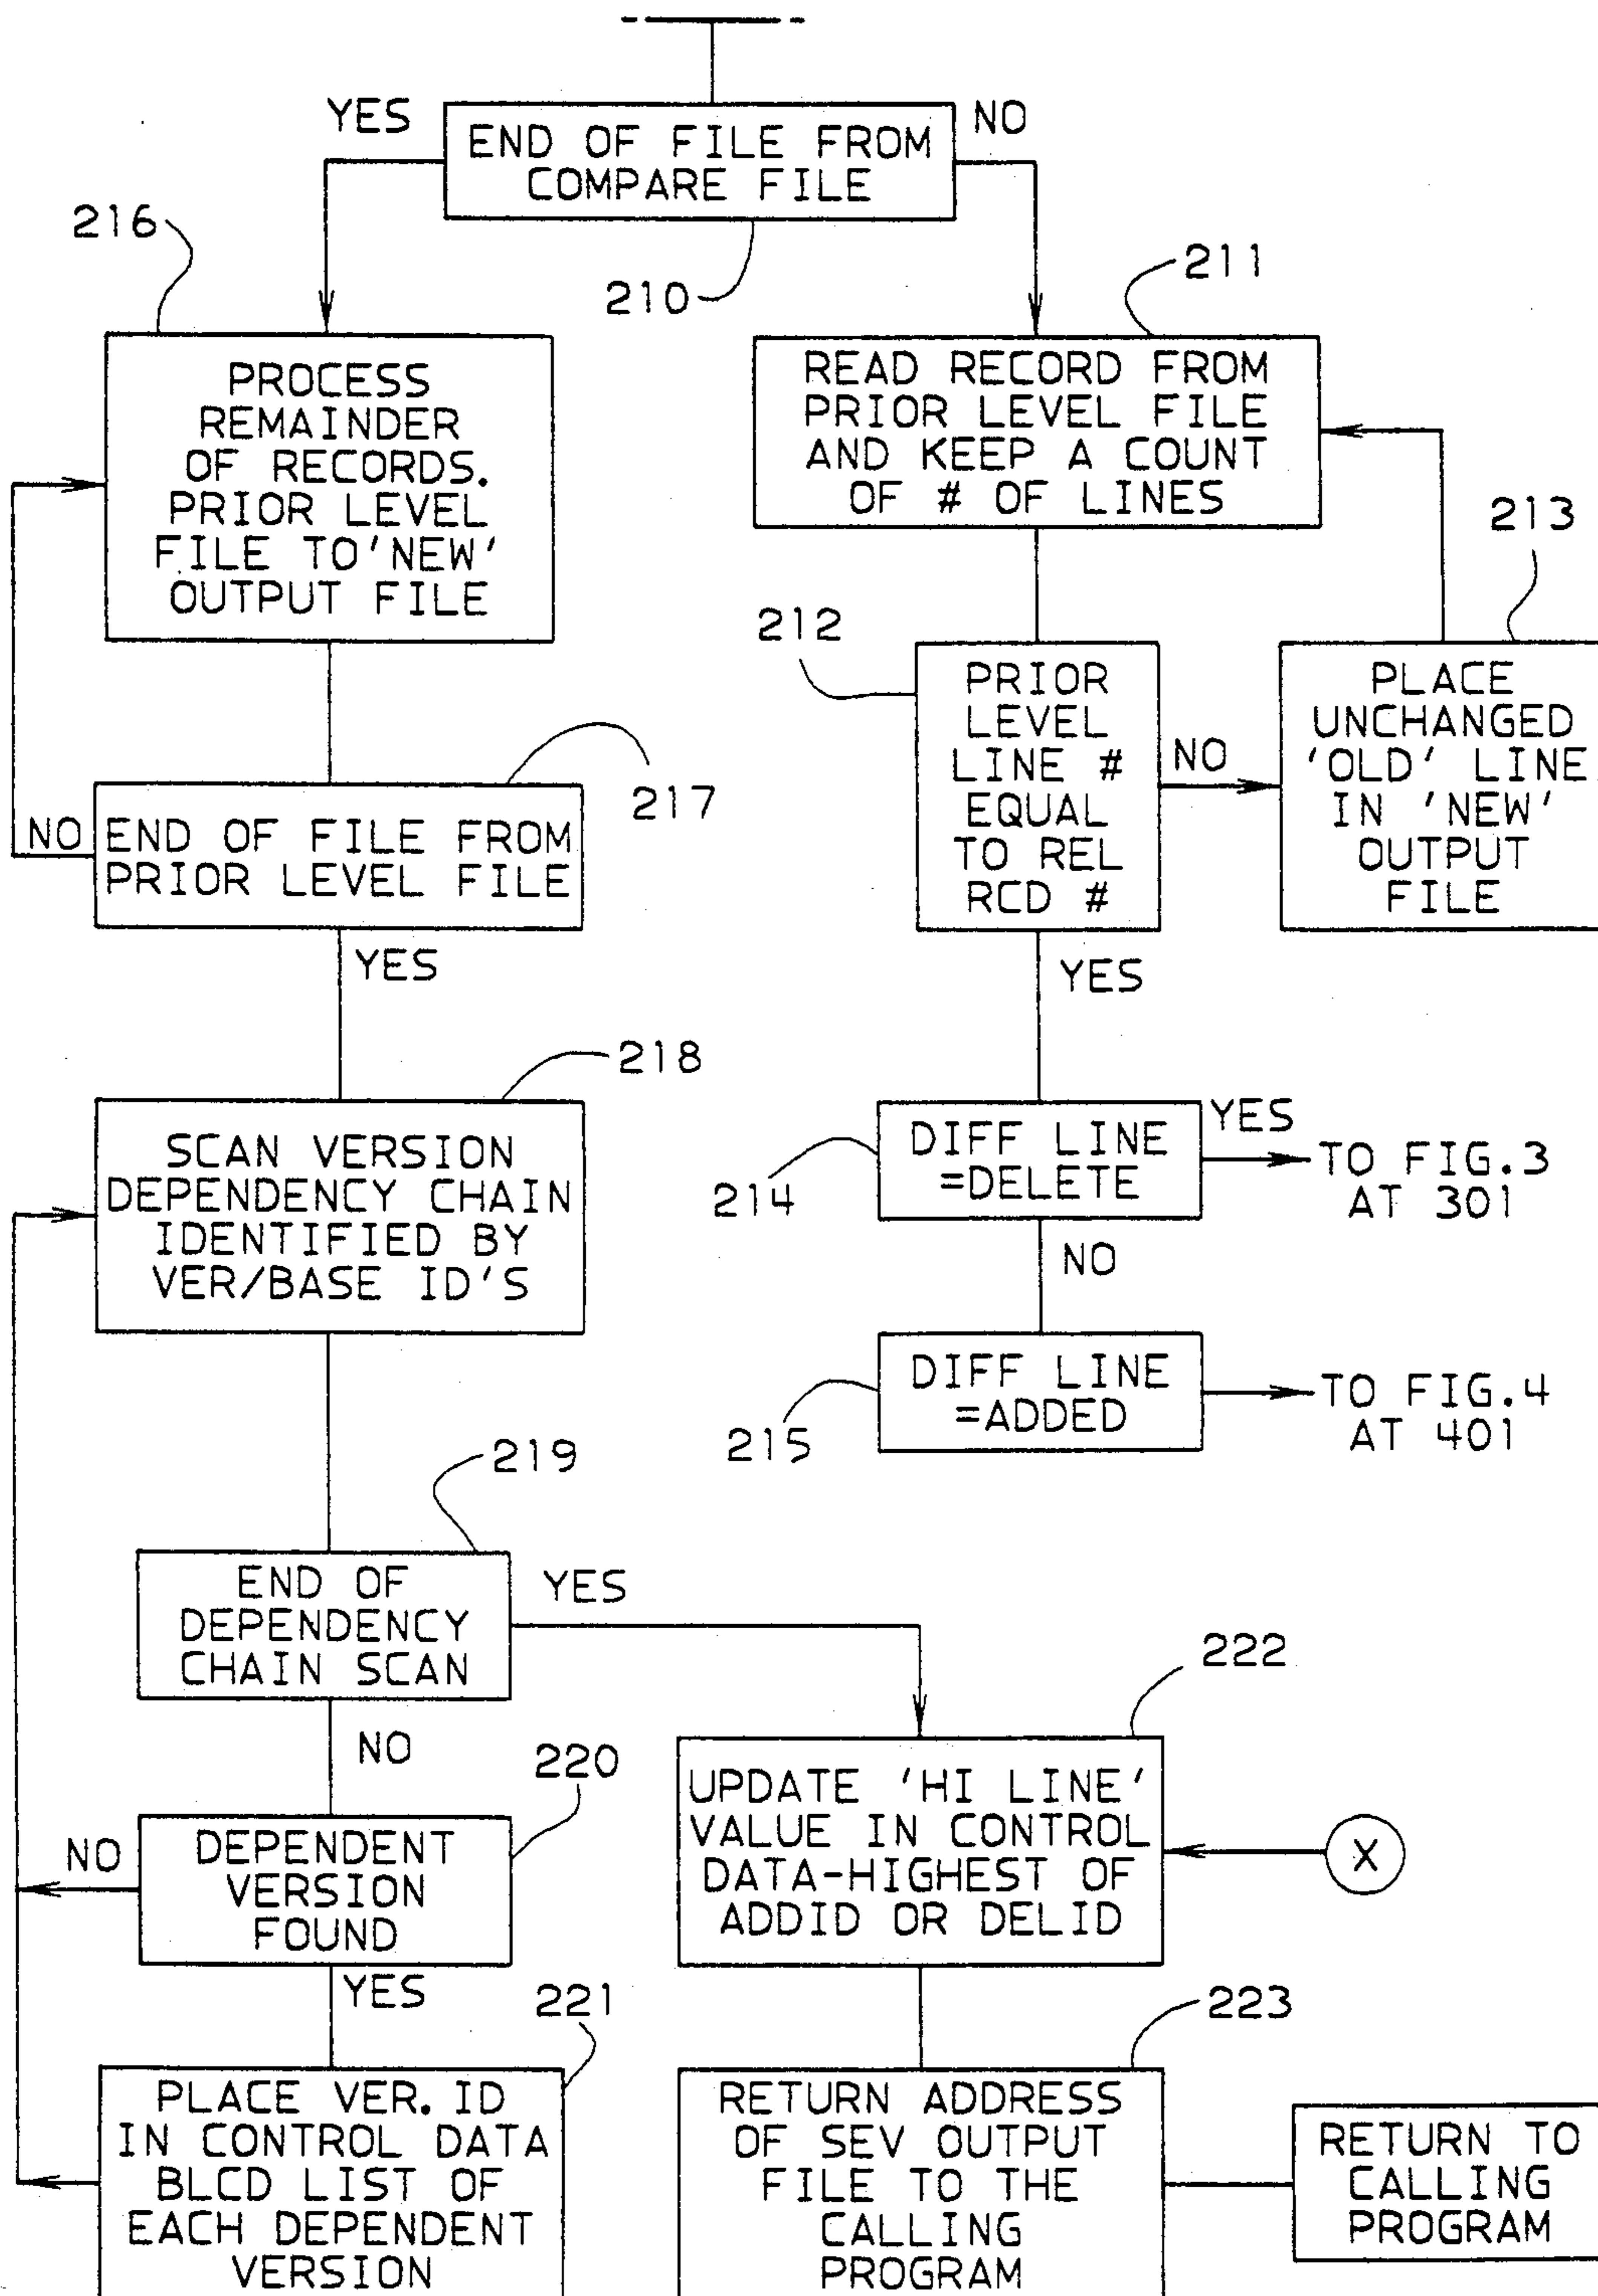 YES
END OF FILE FROM
COMPARE FILE
NO
210
216
PROCESS
REMAINDER
OF RECORDS.
PRIOR LEVEL
FILE TO 'NEW'
OUTPUT FILE
211
READ RECORD FROM
PRIOR LEVEL FILE
AND KEEP A COUNT
OF # OF LINES
212
PRIOR
LEVEL
LINE #
EQUAL
TO REL
RCD #
NO
213
PLACE
UNCHANGED
'OLD' LINE
IN 'NEW'
OUTPUT
FILE
YES
217
NO
END OF FILE FROM
PRIOR LEVEL FILE
YES
214
DIFF LINE
=DELETE
YES
TO FIG.3
AT 301
NO
215
DIFF LINE
=ADDED
TO FIG.4
AT 401
218
SCAN VERSION
DEPENDENCY CHAIN
IDENTIFIED BY
VER/BASE ID'S
219
END OF
DEPENDENCY
CHAIN SCAN
YES
NO
220
DEPENDENT
VERSION
FOUND
NO
YES
221
PLACE VER. ID
IN CONTROL DATA
BLCD LIST OF
EACH DEPENDENT
VERSION
222
UPDATE 'HI LINE'
VALUE IN CONTROL
DATA-HIGHEST OF
ADDID OR DELID
X
223
RETURN ADDRESS
OF SEV OUTPUT
FILE TO THE
CALLING
PROGRAM
RETURN TO
CALLING
PROGRAM